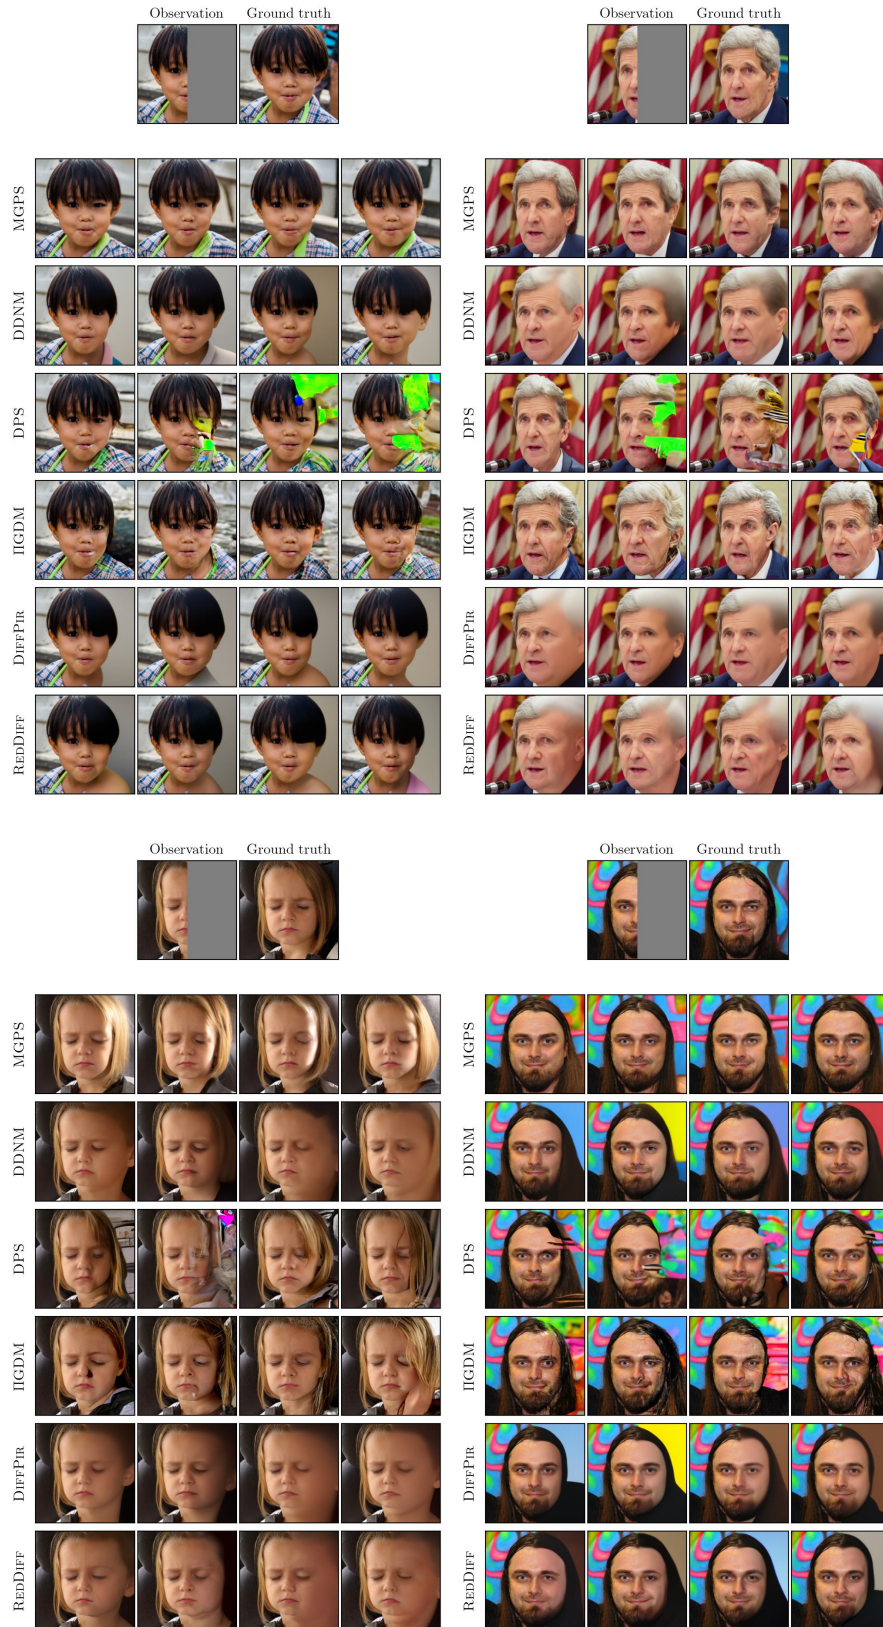 Observation Ground truth
Observation Ground truth
MGPS
DDNM
DPS
ΠGDM
DIFFPIR
REDDIFF
MGPS
DDNM
DPS
ΠGDM
DIFFPIR
REDDIFF
Observation Ground truth
Observation Ground truth
MGPS
DDNM
DPS
ΠGDM
DIFFPIR
REDDIFF
MGPS
DDNM
DPS
ΠGDM
DIFFPIR
REDDIFF